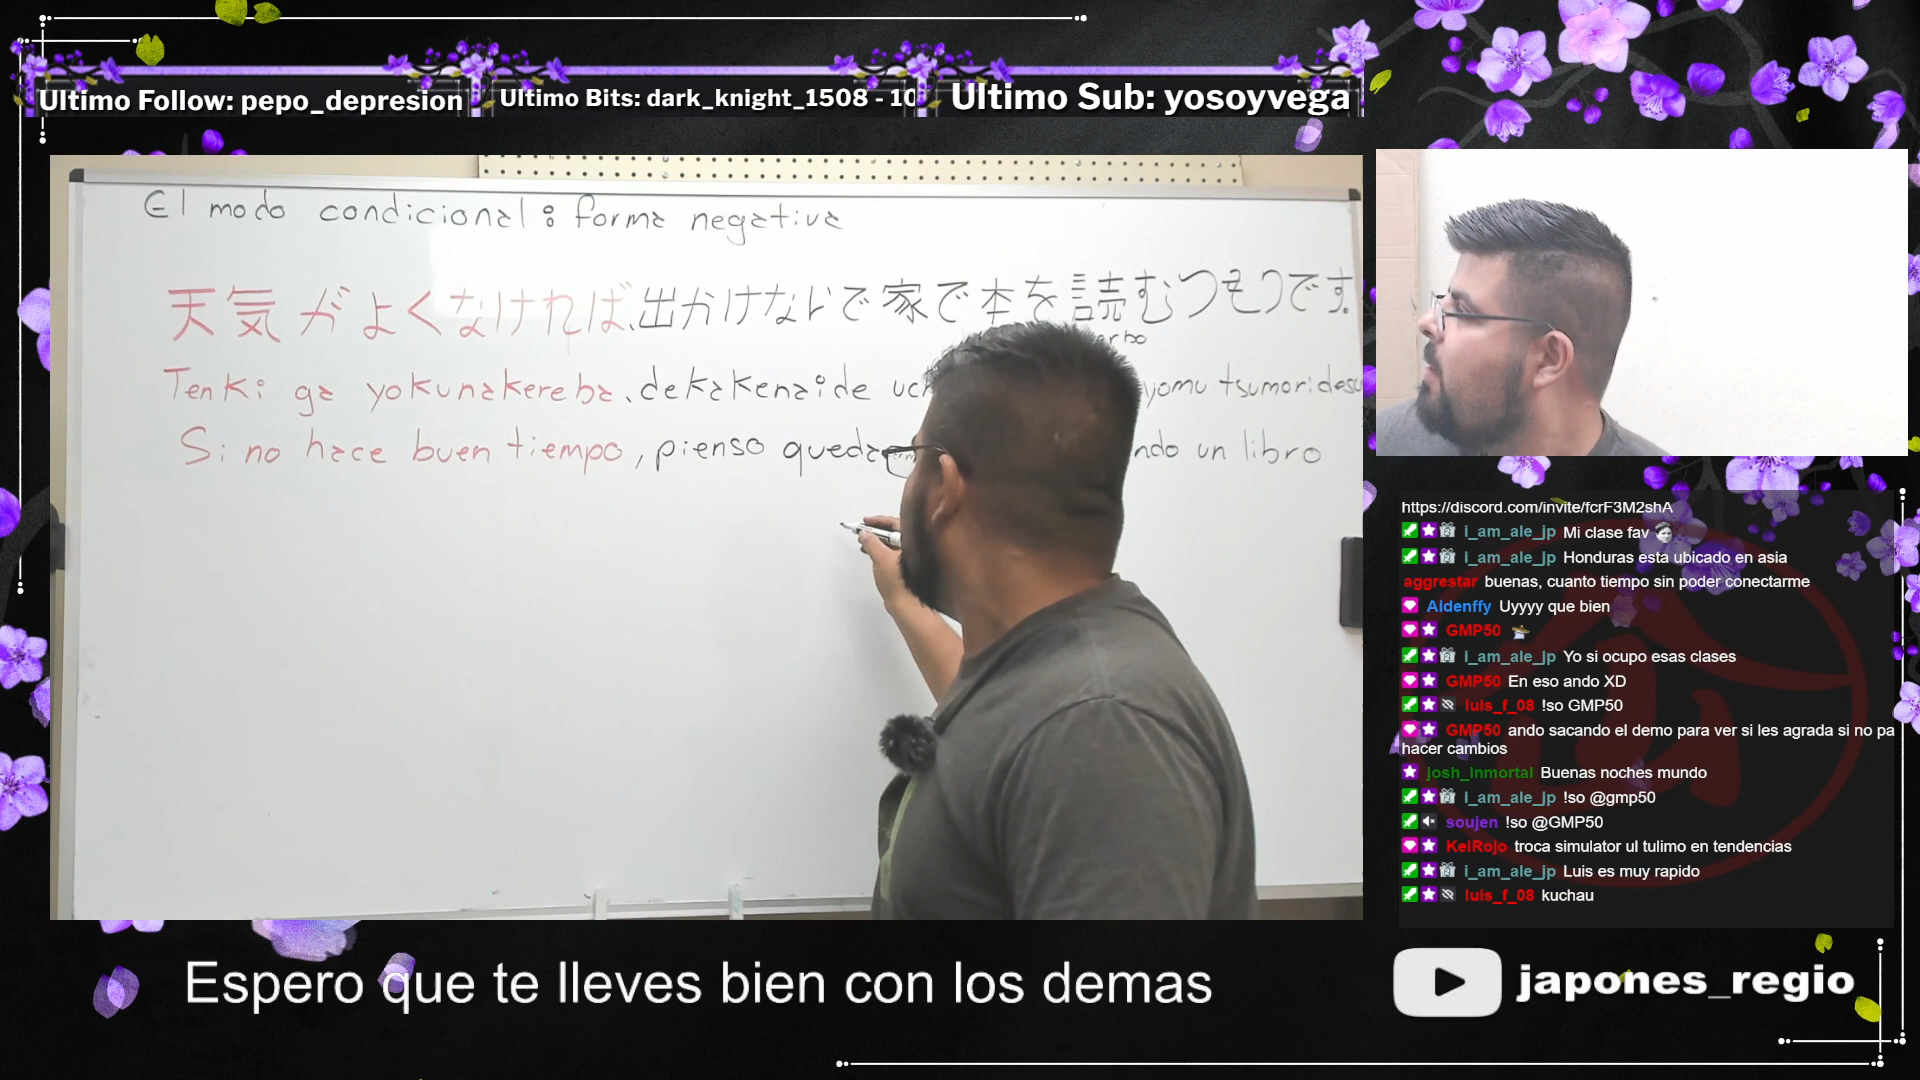 Ultimo Follow: pepo_depresion
Ultimo Bits: dark_knight_1508 - 10
Ultimo Sub: yosoyvega
El modo condicional: forma negativa
天気がよくなければ、出かけないで家で本を読むつもりです。
Tenki ga yokunakereba, dekakenaide yomu tsumoridesu
Si no hace buen tiempo, pienso un libro
https://discord.com/invite/fcrF3M2shA
i_am_ale_jp Mi clase fav
i_am_ale_jp Honduras esta ubicado en asia
aggrestar buenas, cuanto tiempo sin poder conectarme
Aidenffy Uyyyy que bien
GMP50
i_am_ale_jp Yo si ocupo esas clases
GMP50 En eso ando XD
luis_f_08 !so GMP50
GMP50 ando sacando el demo para ver si les agrada si no pa
hacer cambios
josh_inmortal Buenas noches mundo
i_am_ale_jp !so @gmp50
soujen !so @GMP50
KelRojo troca simulator ul tulimo en tendencias
i_am_ale_jp Luis es muy rapido
luis_f_08 kuchau
Espero que te lleves bien con los demas
japones_regio